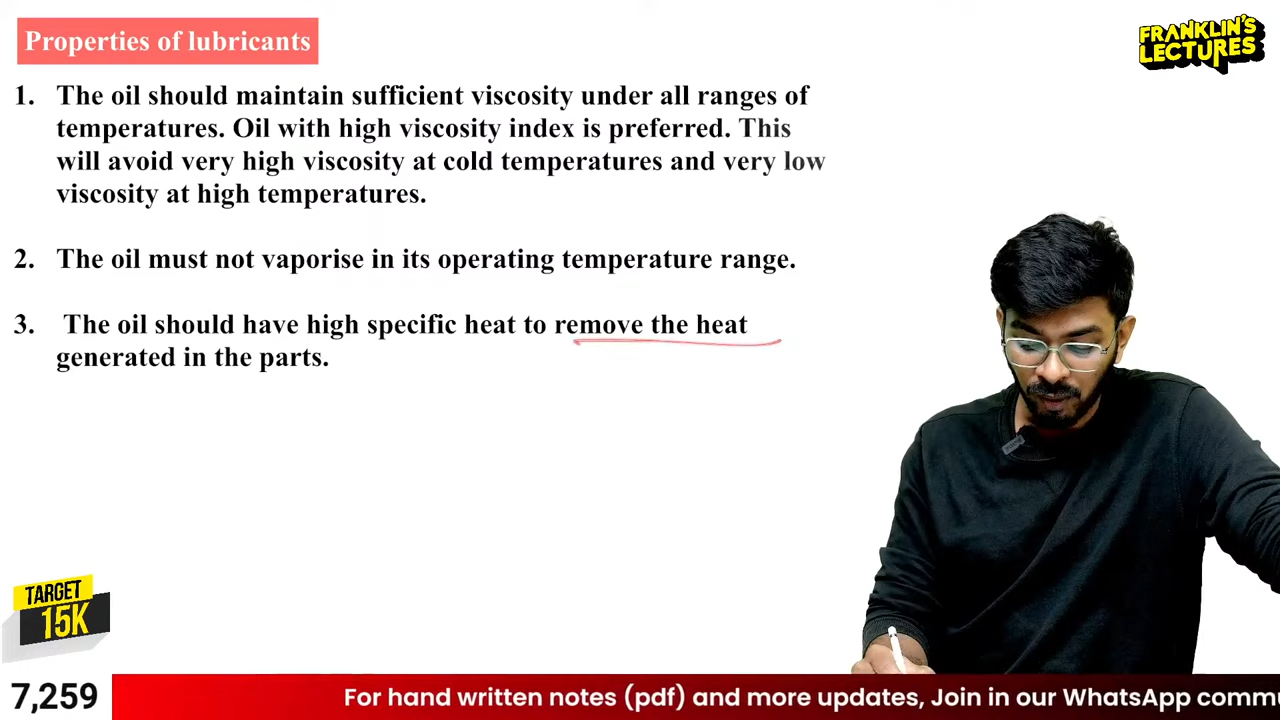 Properties of lubricants
FRANKLIN'S
LECTURES
1. The oil should maintain sufficient viscosity under all ranges of
temperatures. Oil with high viscosity index is preferred. This
will avoid very high viscosity at cold temperatures and very low
viscosity at high temperatures.
2. The oil must not vaporise in its operating temperature range.
3. The oil should have high specific heat to remove the heat
generated in the parts.
TARGET
15K
7,259
For hand written notes (pdf) and more updates, Join in our WhatsApp comm